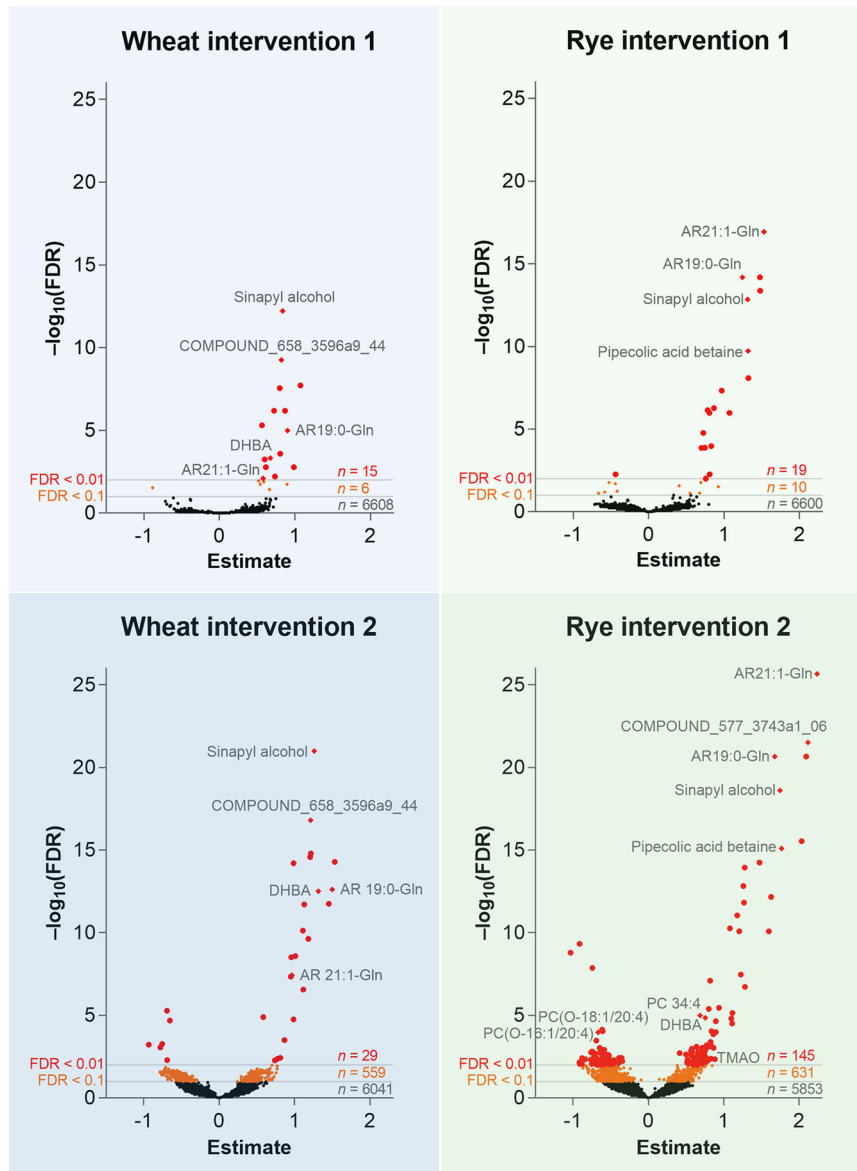 Wheat intervention 1
25
20
15
10
5
0
−log10(FDR)
Sinapyl alcohol
COMPOUND_658_3596a9_44
AR19:0-Gln
DHBA
AR21:1-Gln
FDR < 0.01
FDR < 0.1
n = 15
n = 6
n = 6608
-1 0 1 2
Estimate
Rye intervention 1
25
20
15
10
5
0
−log10(FDR)
AR21:1-Gln
AR19:0-Gln
Sinapyl alcohol
Pipecolic acid betaine
FDR < 0.01
FDR < 0.1
n = 19
n = 10
n = 6600
-1 0 1 2
Estimate
Wheat intervention 2
25
20
15
10
5
0
−log10(FDR)
Sinapyl alcohol
COMPOUND_658_3596a9_44
DHBA
AR 19:0-Gln
AR 21:1-Gln
FDR < 0.01
FDR < 0.1
n = 29
n = 559
n = 6041
-1 0 1 2
Estimate
Rye intervention 2
25
20
15
10
5
0
−log10(FDR)
AR21:1-Gln
COMPOUND_577_3743a1_06
AR19:0-Gln
Sinapyl alcohol
Pipecolic acid betaine
PC 34:4
PC(O-18:1/20:4)
DHBA
PC(O-16:1/20:4)
TMAO
FDR < 0.01
FDR < 0.1
n = 145
n = 631
n = 5853
-1 0 1 2
Estimate